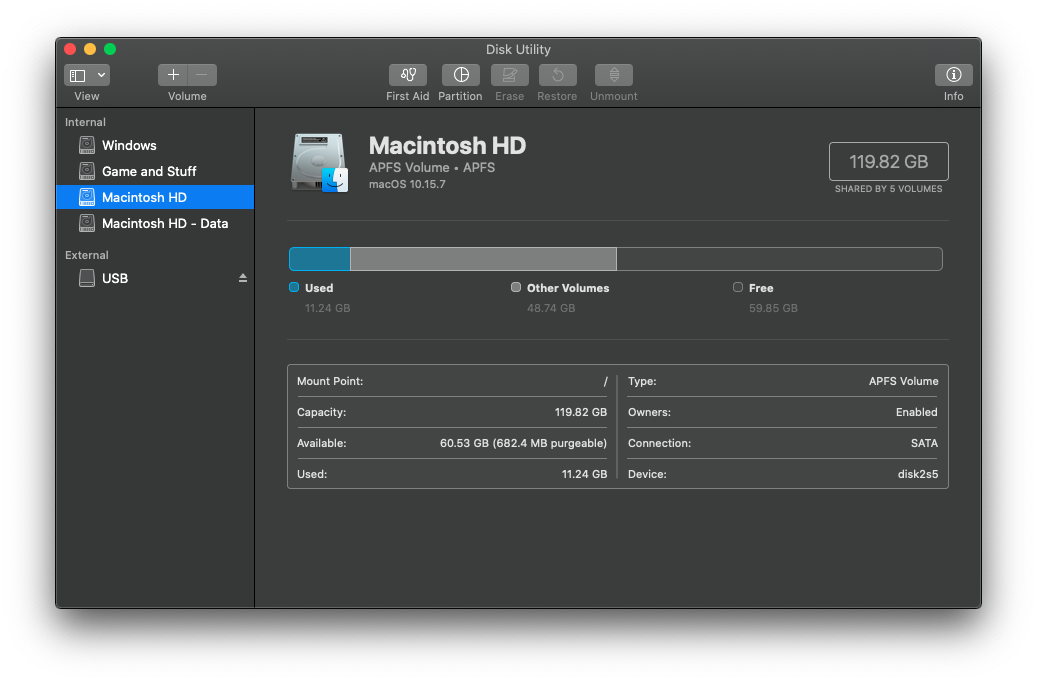 Disk Utility
View
Volume
First Aid
Partition
Erase
Restore
Unmount
Info
Internal
Windows
Game and Stuff
Macintosh HD
Macintosh HD - Data
External
USB
Macintosh HD
APFS Volume • APFS
macOS 10.15.7
119.82 GB
SHARED BY 5 VOLUMES
Used
11.24 GB
Other Volumes
48.74 GB
Free
59.85 GB
Mount Point: /
Capacity: 119.82 GB
Available: 60.53 GB (682.4 MB purgeable)
Used: 11.24 GB
Type: APFS Volume
Owners: Enabled
Connection: SATA
Device: disk2s5